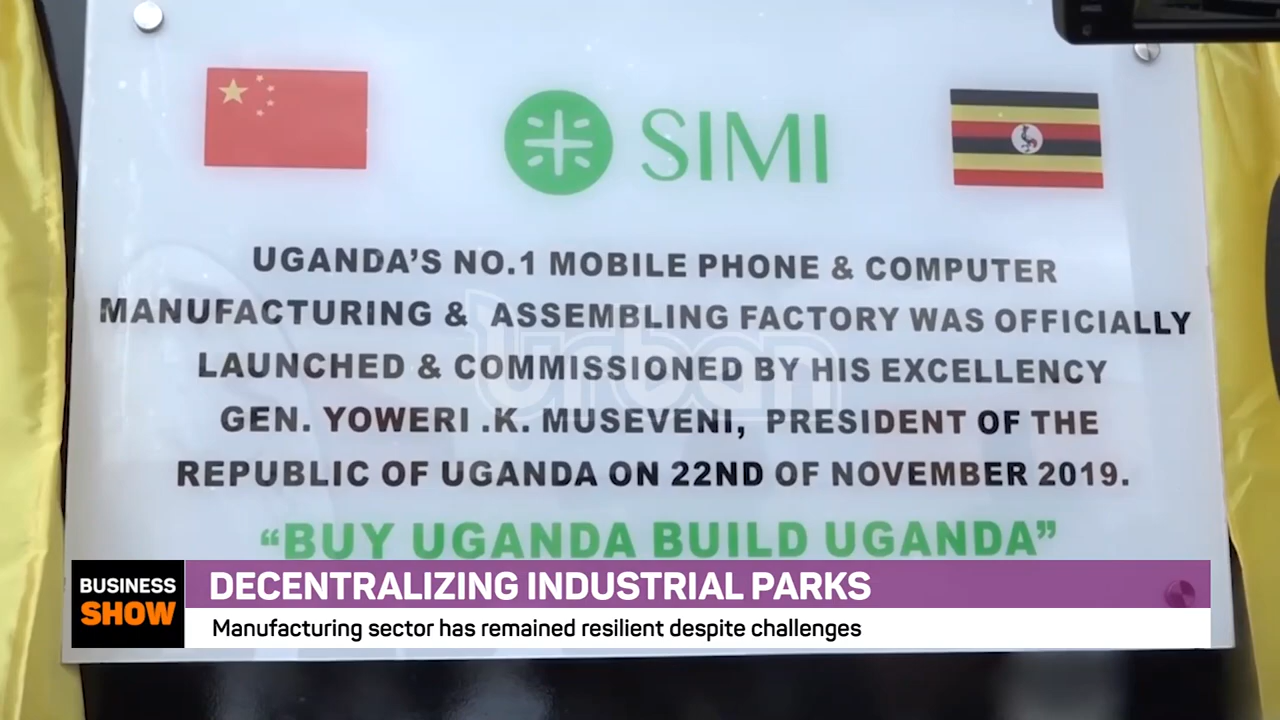 SIMI
UGANDA'S NO.1 MOBILE PHONE & COMPUTER
MANUFACTURING & ASSEMBLING FACTORY WAS OFFICIALLY
LAUNCHED & COMMISSIONED BY HIS EXCELLENCY
GEN. YOWERI .K. MUSEVENI, PRESIDENT OF THE
REPUBLIC OF UGANDA ON 22ND OF NOVEMBER 2019.
urban
"BUY UGANDA BUILD UGANDA"
BUSINESS
SHOW
DECENTRALIZING INDUSTRIAL PARKS
Manufacturing sector has remained resilient despite challenges